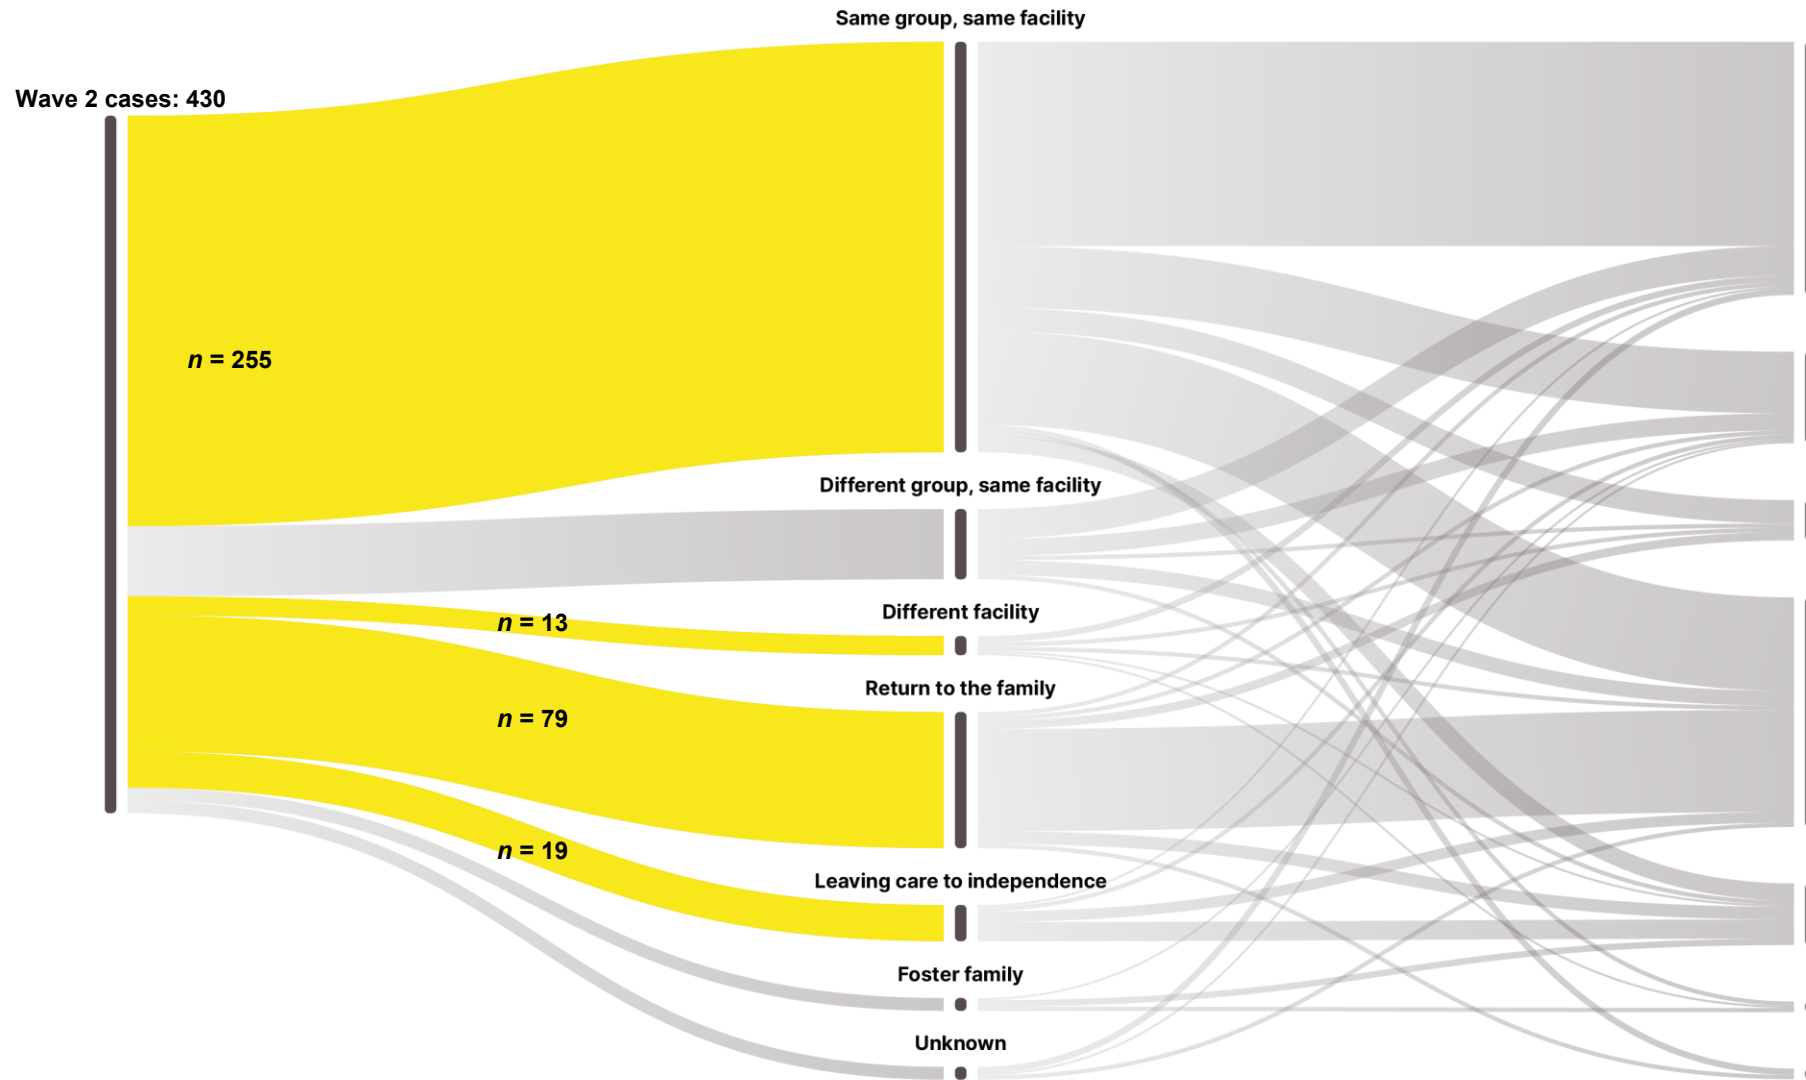 Same group, same facility
Wave 2 cases: 430
n = 255
Different group, same facility
Different facility
n = 13
Return to the family
n = 79
n = 19
Leaving care to independence
Foster family
Unknown